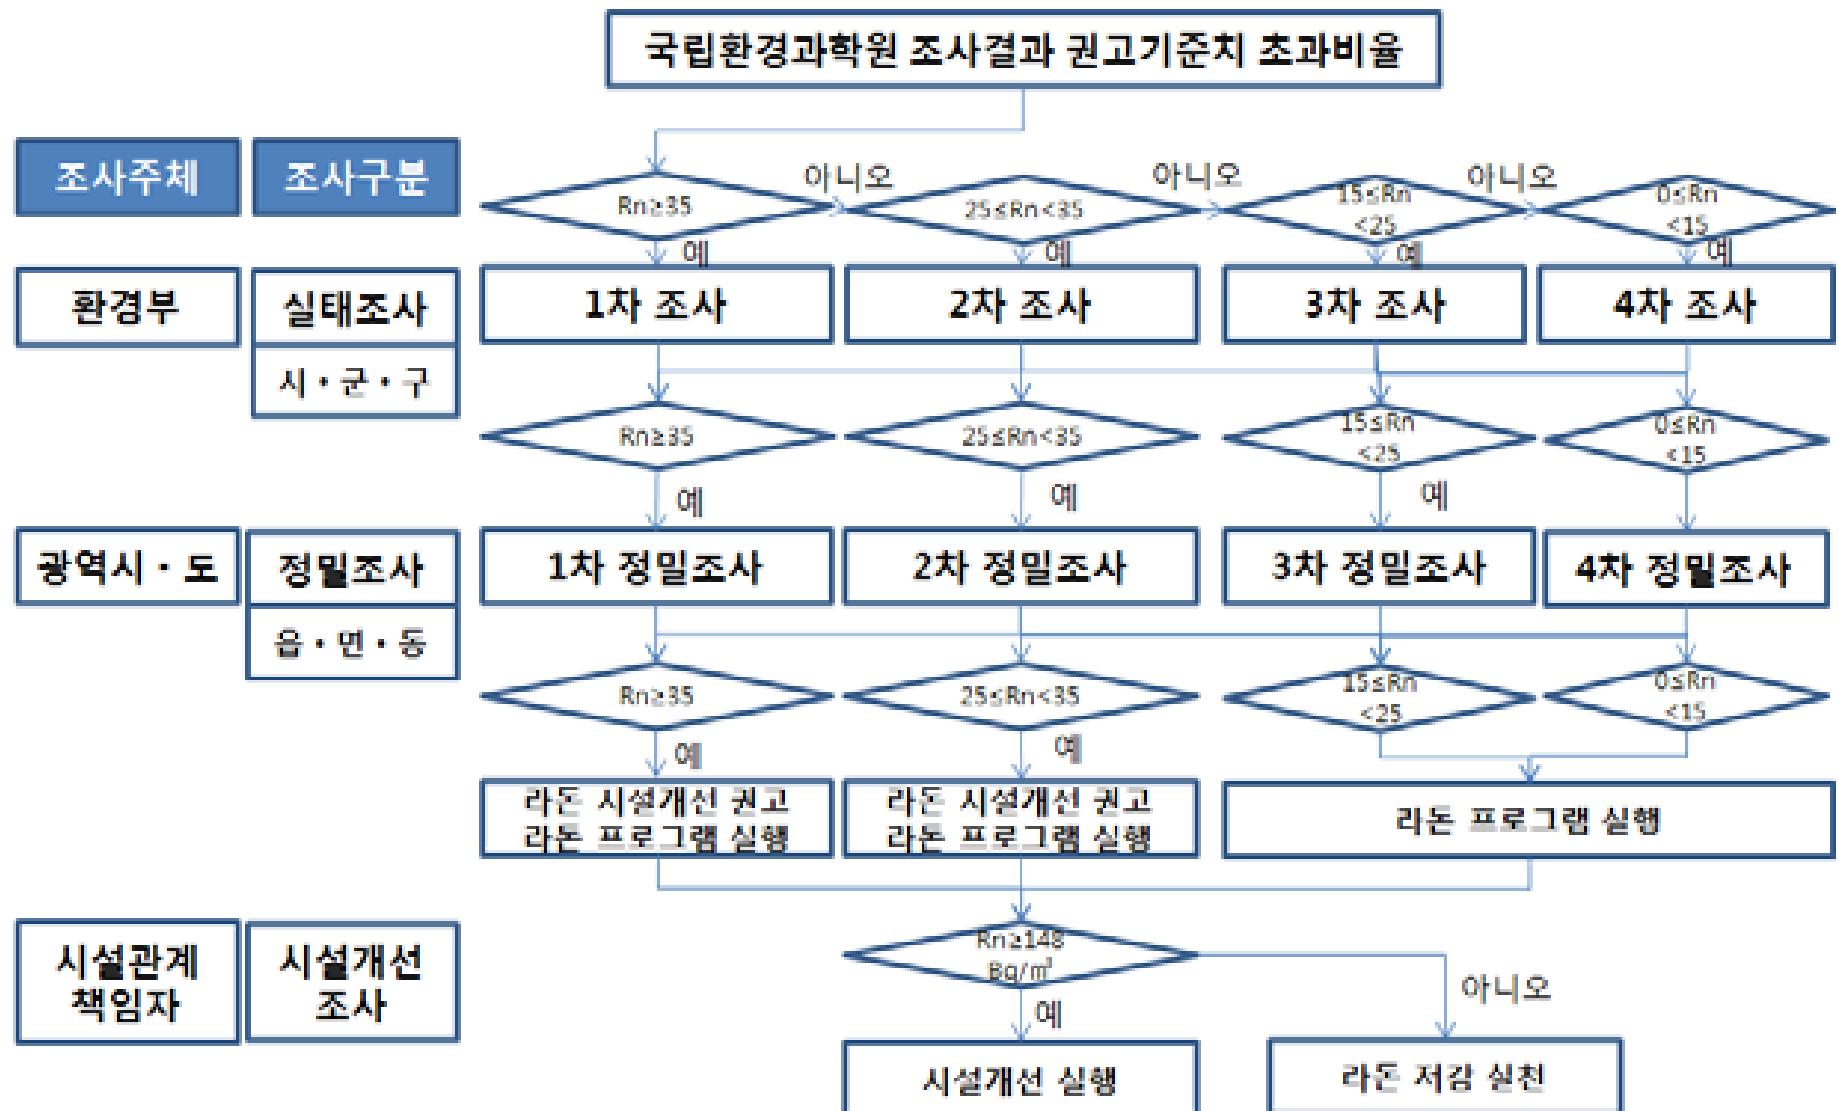 국립환경과학원 조사결과 권고기준치 초과비율
조사주체
조사구분
Rn≥35
아니오
25≤Rn<35
아니오
15≤Rn
<25
아니오
0≤Rn
<15
예
예
예
예
환경부
실태조사
시・군・구
1차 조사
2차 조사
3차 조사
4차 조사
Rn≥35
25≤Rn<35
15≤Rn
<25
0≤Rn
<15
예
예
예
광역시・도
정밀조사
읍・면・동
1차 정밀조사
2차 정밀조사
3차 정밀조사
4차 정밀조사
Rn≥35
25≤Rn<35
15≤Rn
<25
0≤Rn
<15
예
예
라돈 시설개선 권고
라돈 프로그램 실행
라돈 시설개선 권고
라돈 프로그램 실행
라돈 프로그램 실행
시설관계
책임자
시설개선
조사
Rn≥148
Bq/㎥
예
아니오
시설개선 실행
라돈 저감 실천